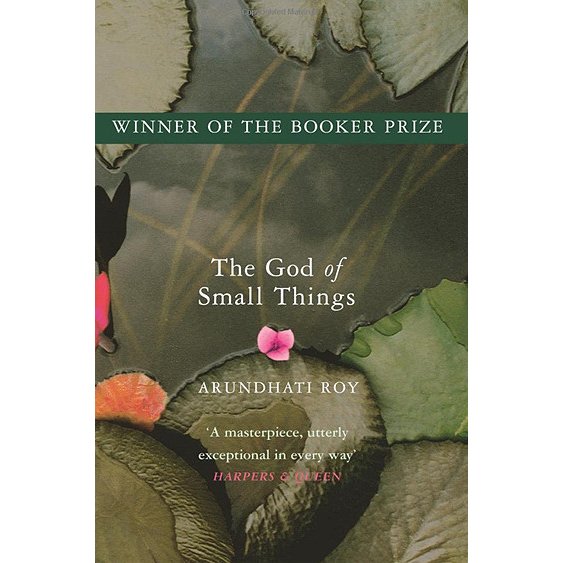 WINNER OF THE BOOKER PRIZE
The God of
Small Things
ARUNDHATI ROY
‘A masterpiece, utterly
exceptional in every way’
HARPERS & QUEEN